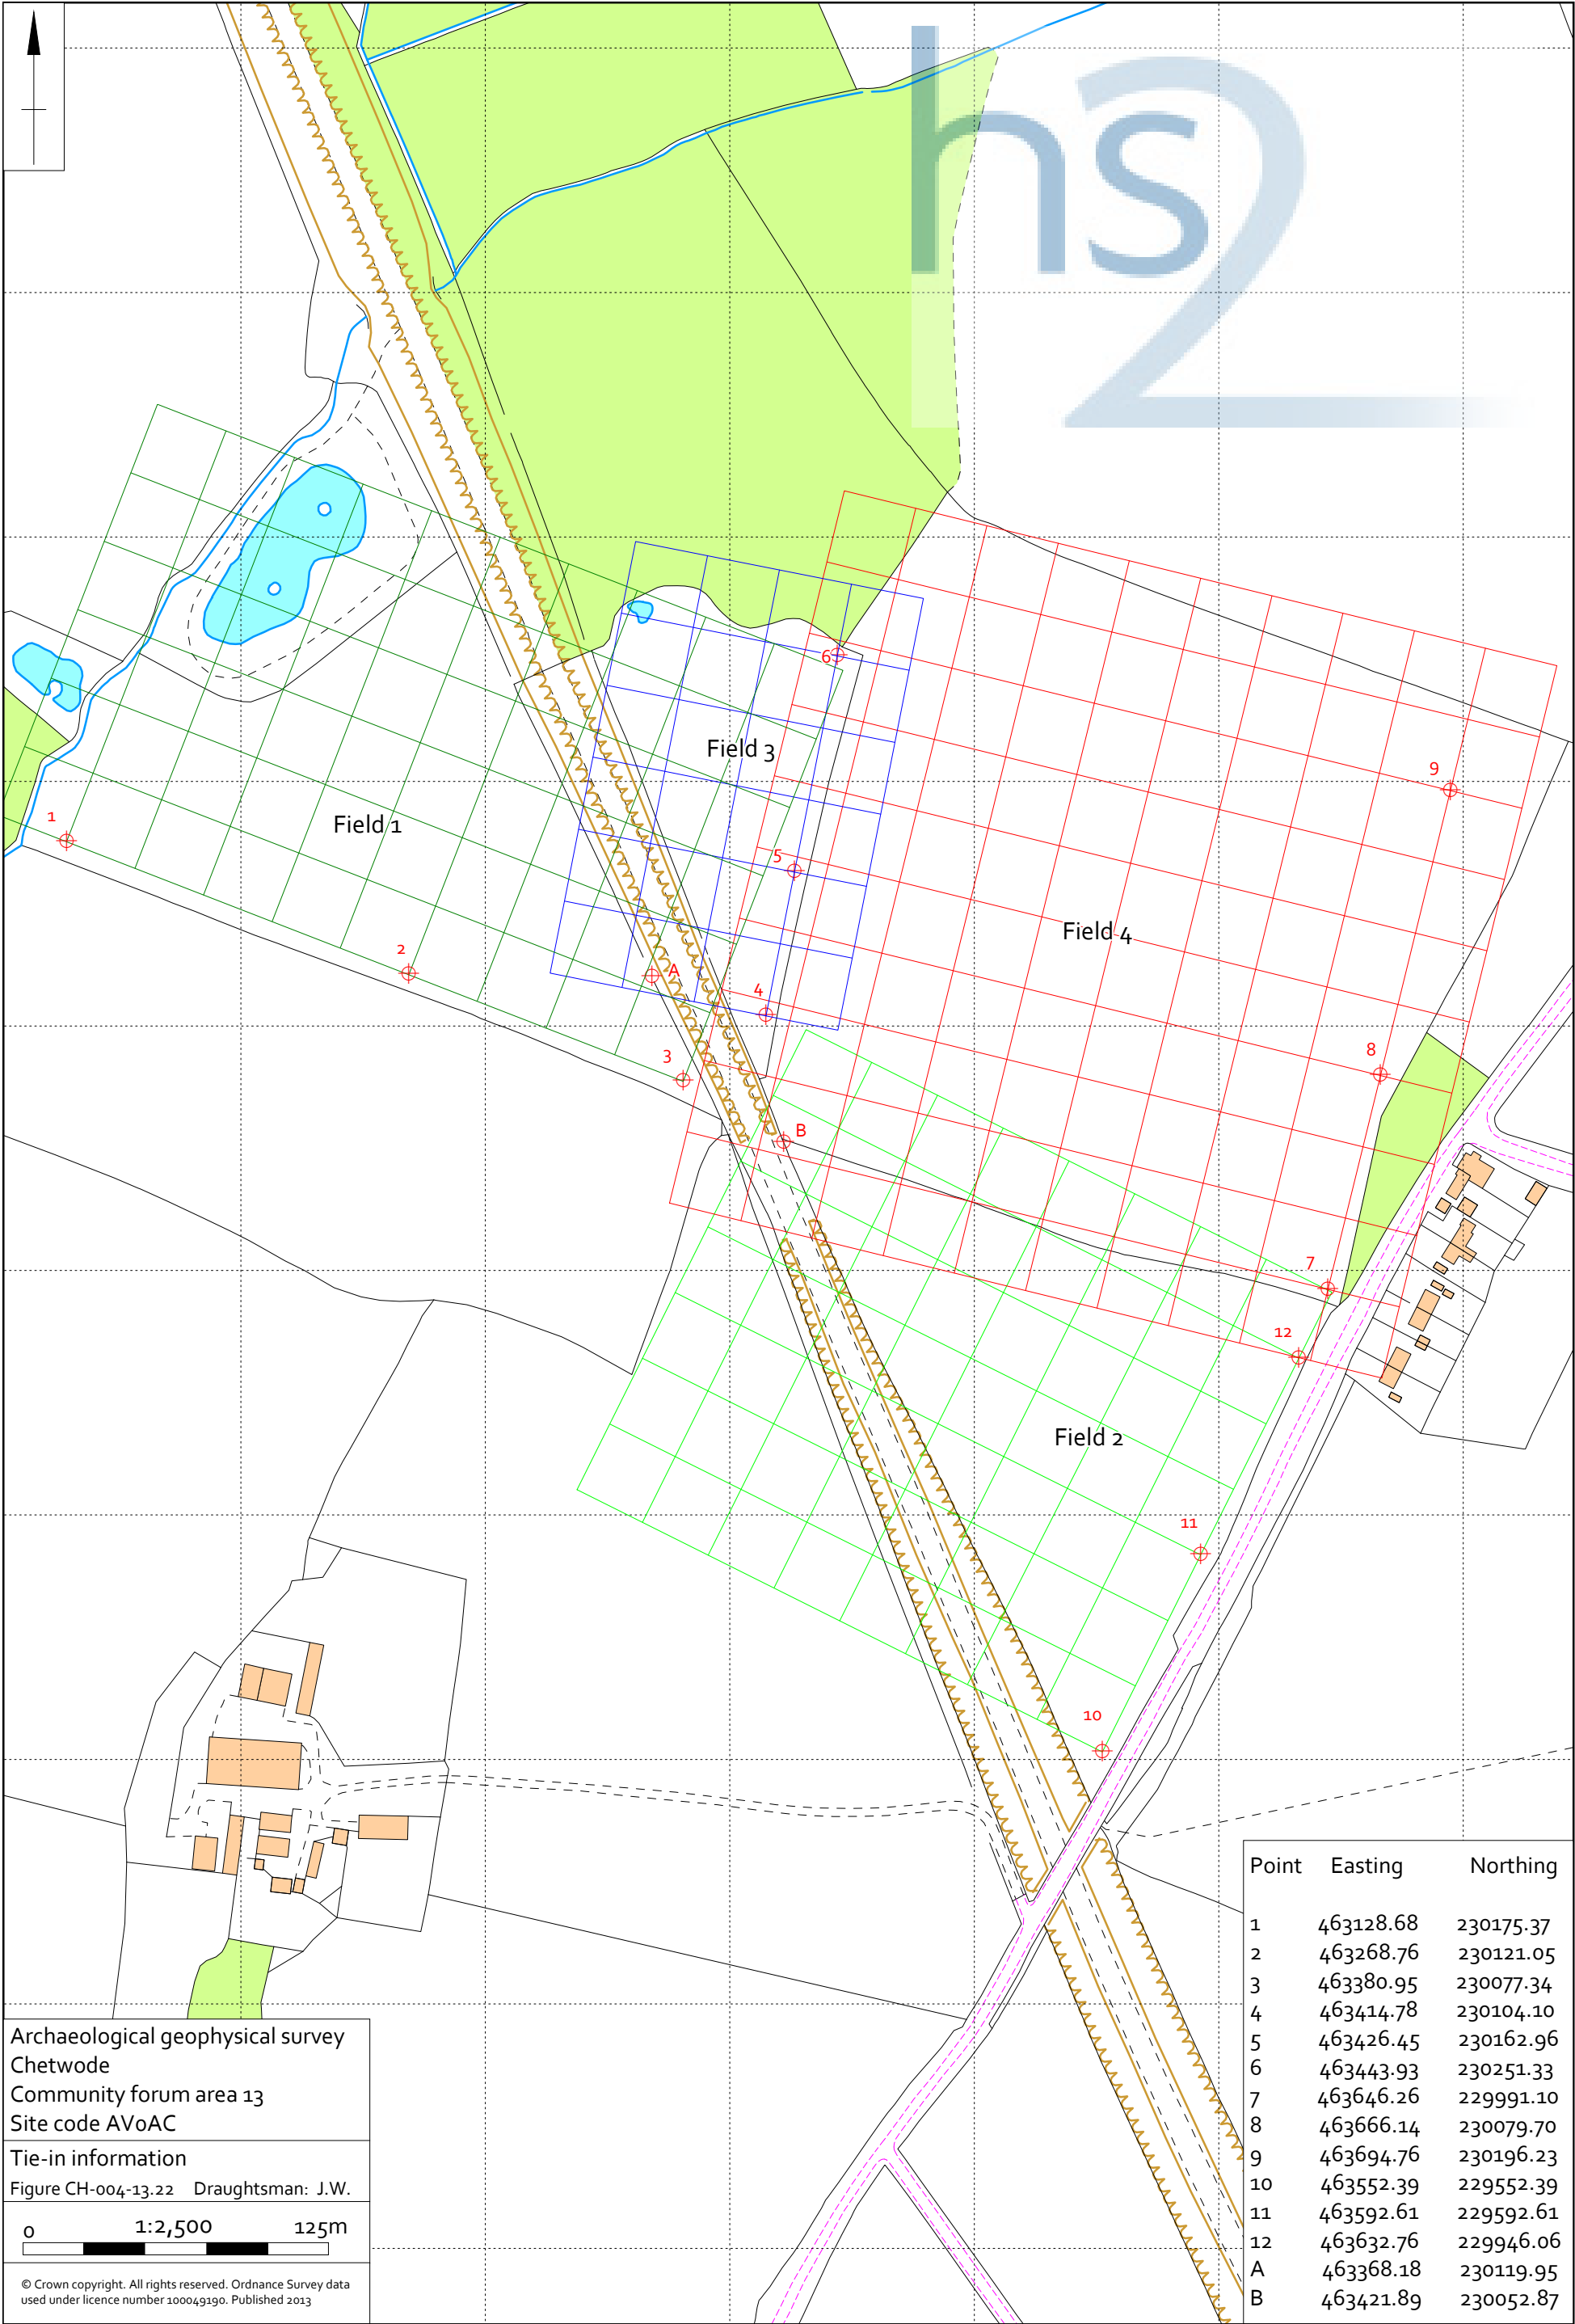 hs2
6
Field 3
9
1
Field 1
5
Field 4
2
A
4
3
8
B
7
12
Field 2
11
10
Point Easting Northing
1 463128.68 230175.37
2 463268.76 230121.05
3 463380.95 230077.34
4 463414.78 230104.10
5 463426.45 230162.96
6 463443.93 230251.33
7 463646.26 229991.10
8 463666.14 230079.70
9 463694.76 230196.23
10 463552.39 229552.39
11 463592.61 229592.61
12 463632.76 229946.06
A 463368.18 230119.95
B 463421.89 230052.87
Archaeological geophysical survey
Chetwode
Community forum area 13
Site code AV0AC
Tie-in information
Figure CH-004-13.22 Draughtsman: J.W.
0 1:2,500 125m
© Crown copyright. All rights reserved. Ordnance Survey data
used under licence number 100049190. Published 2013